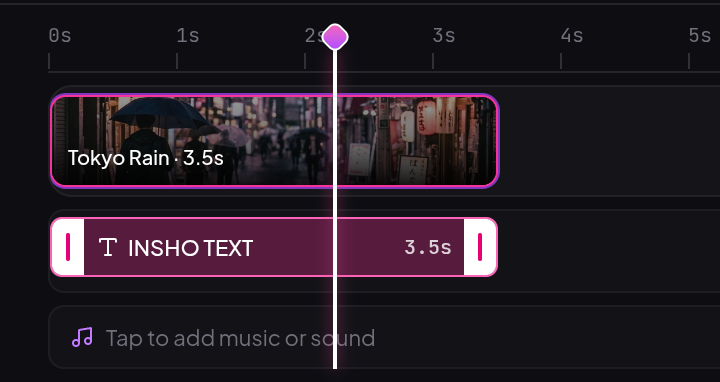 0s 1s 2s 3s 4s 5s
Tokyo Rain · 3.5s
INSHO TEXT 3.5s
Tap to add music or sound